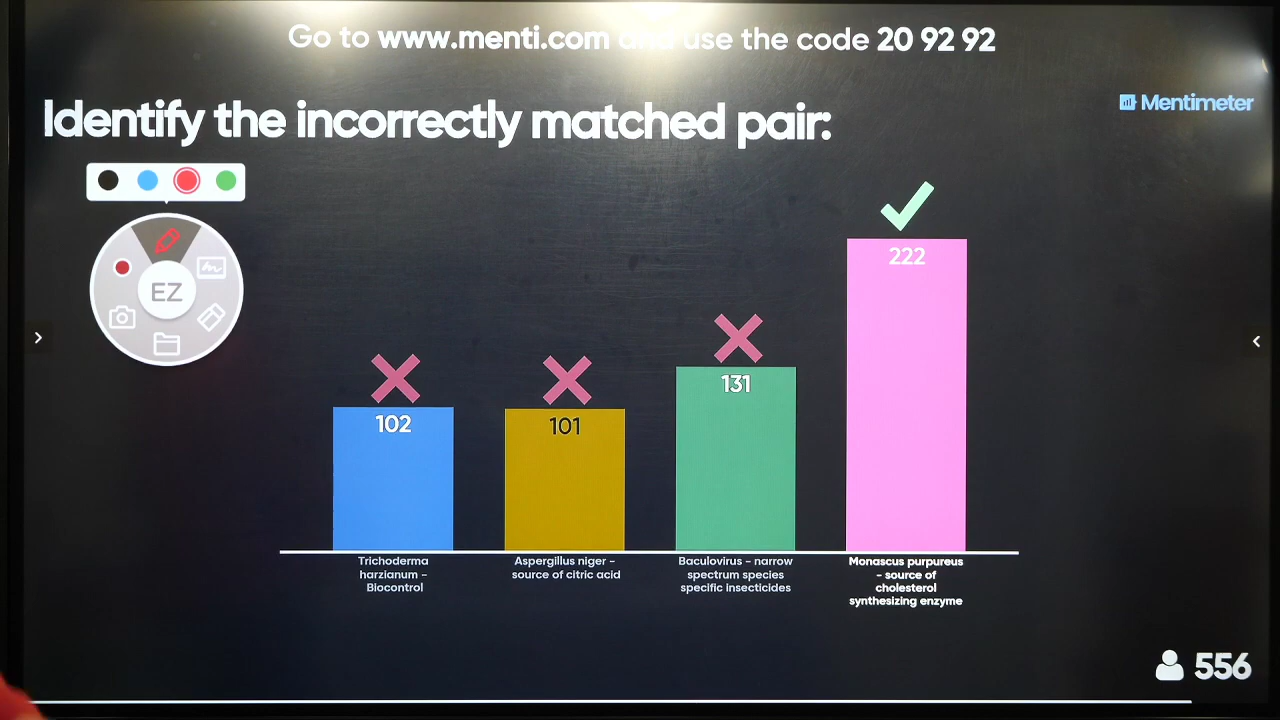 Go to www.menti.com and use the code 20 92 92
Identify the incorrectly matched pair:
Mentimeter
EZ
222
131
102
101
Trichoderma
harzianum –
Biocontrol
Aspergillus niger –
source of citric acid
Baculovirus – narrow
spectrum species
specific insecticides
Monascus purpureus
– source of
cholesterol
synthesizing enzyme
556